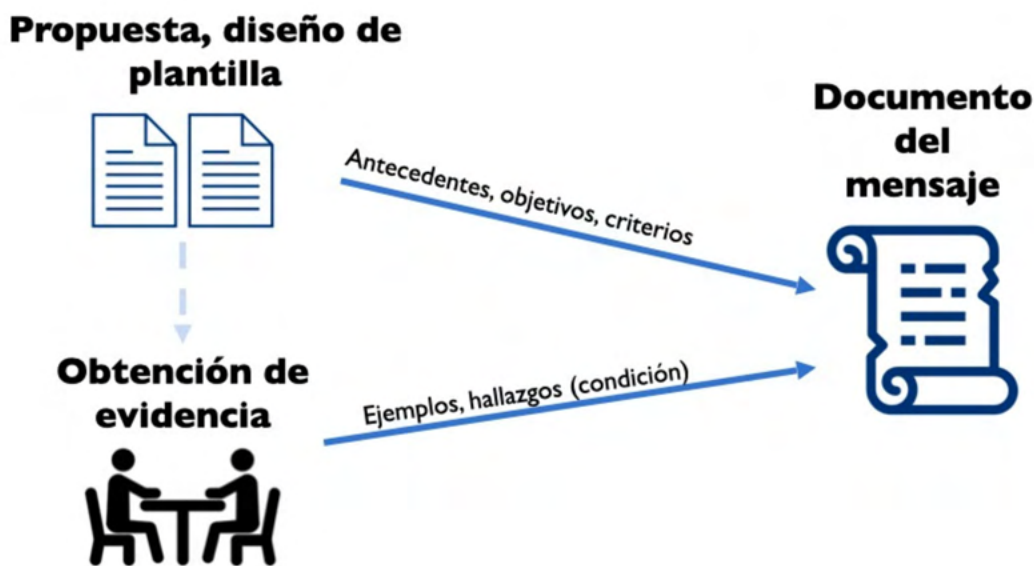 Propuesta, diseño de
plantilla
Antecedentes, objetivos, criterios
Documento
del
mensaje
Obtención de
evidencia
Ejemplos, hallazgos (condición)